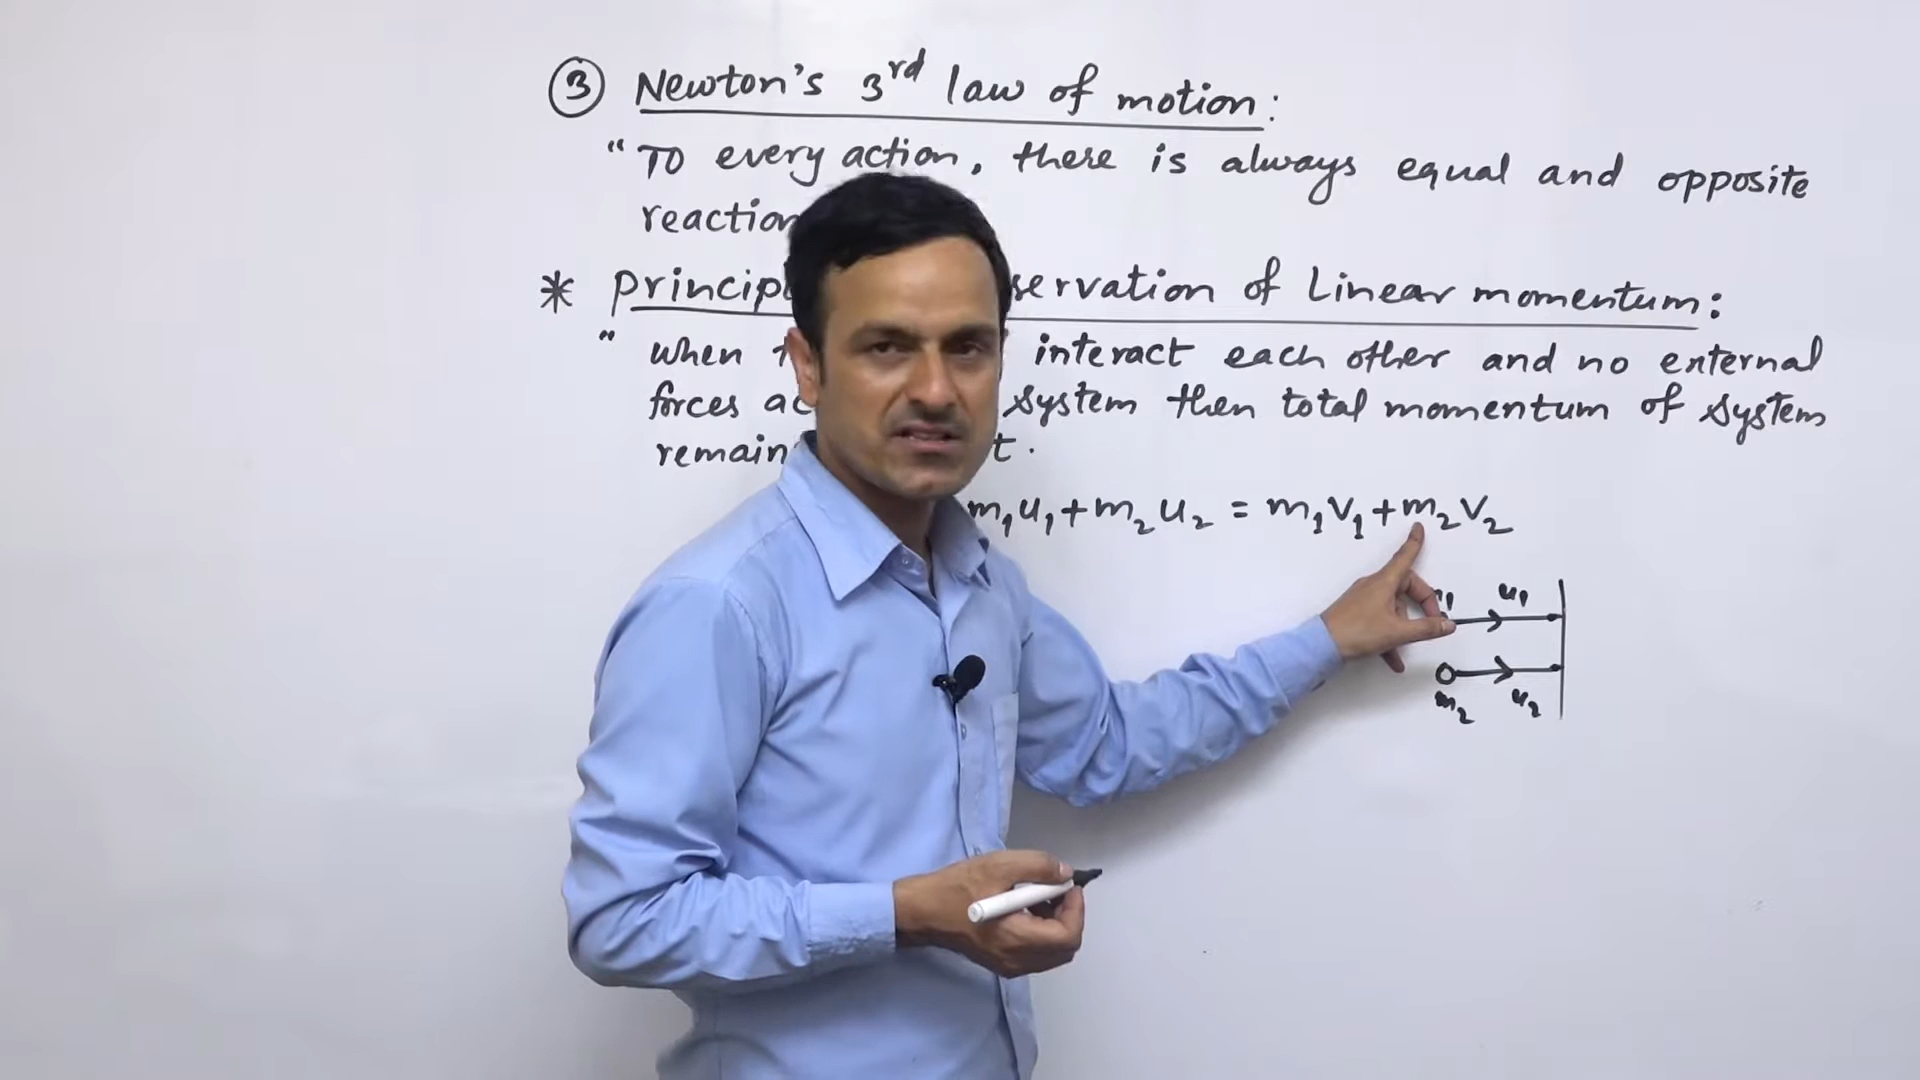 ③ Newton's 3rd law of motion:
"To every action, there is always equal and opposite
reaction
* Principl servation of Linear momentum:
" when interact each other and no external
forces ac system then total momentum of system
remain t.
m₁u₁+m₂u₂ = m₁v₁+m₂v₂
u₁
m₂ u₂